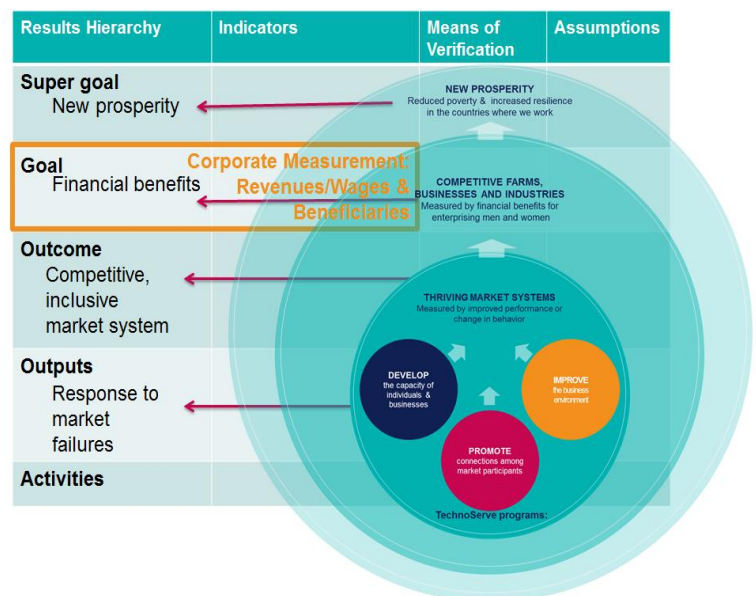 Results Hierarchy
Indicators
Means of
Verification
Assumptions
Super goal
New prosperity
NEW PROSPERITY
Reduced poverty & increased resilience
in the countries where we work
Goal
Financial benefits
Corporate Measurement:
Revenues/Wages &
Beneficiaries
COMPETITIVE FARMS,
BUSINESSES AND INDUSTRIES
Measured by financial benefits for
enterprising men and women
Outcome
Competitive,
inclusive
market system
THRIVING MARKET SYSTEMS
Measured by improved performance or
change in behavior
Outputs
Response to
market
failures
DEVELOP
the capacity of
individuals &
businesses
IMPROVE
the business
environment
PROMOTE
connections among
market participants
Activities
TechnoServe programs: